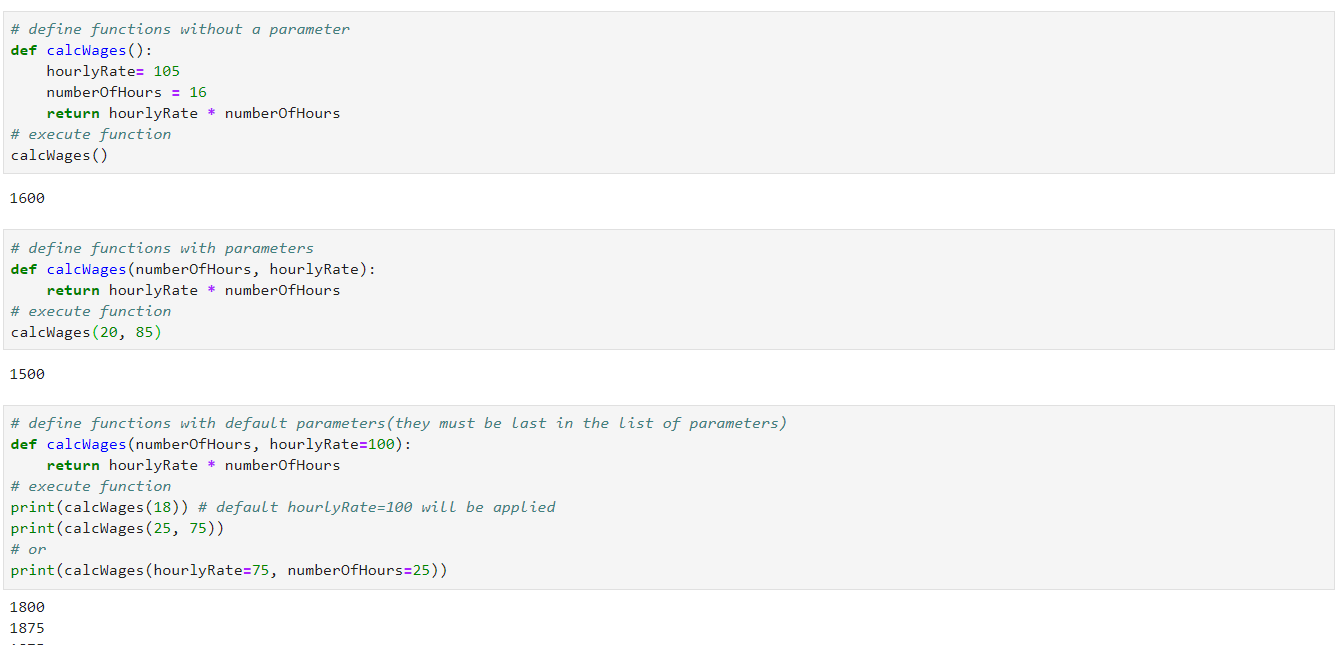 # define functions without a parameter
def calcWages():
    hourlyRate= 105
    numberOfHours = 16
    return hourlyRate * numberOfHours
# execute function
calcWages()
1600
# define functions with parameters
def calcWages(numberOfHours, hourlyRate):
    return hourlyRate * numberOfHours
# execute function
calcWages(20, 85)
1500
# define functions with default parameters(they must be last in the list of parameters)
def calcWages(numberOfHours, hourlyRate=100):
    return hourlyRate * numberOfHours
# execute function
print(calcWages(18)) # default hourlyRate=100 will be applied
print(calcWages(25, 75))
# or
print(calcWages(hourlyRate=75, numberOfHours=25))
1800
1875